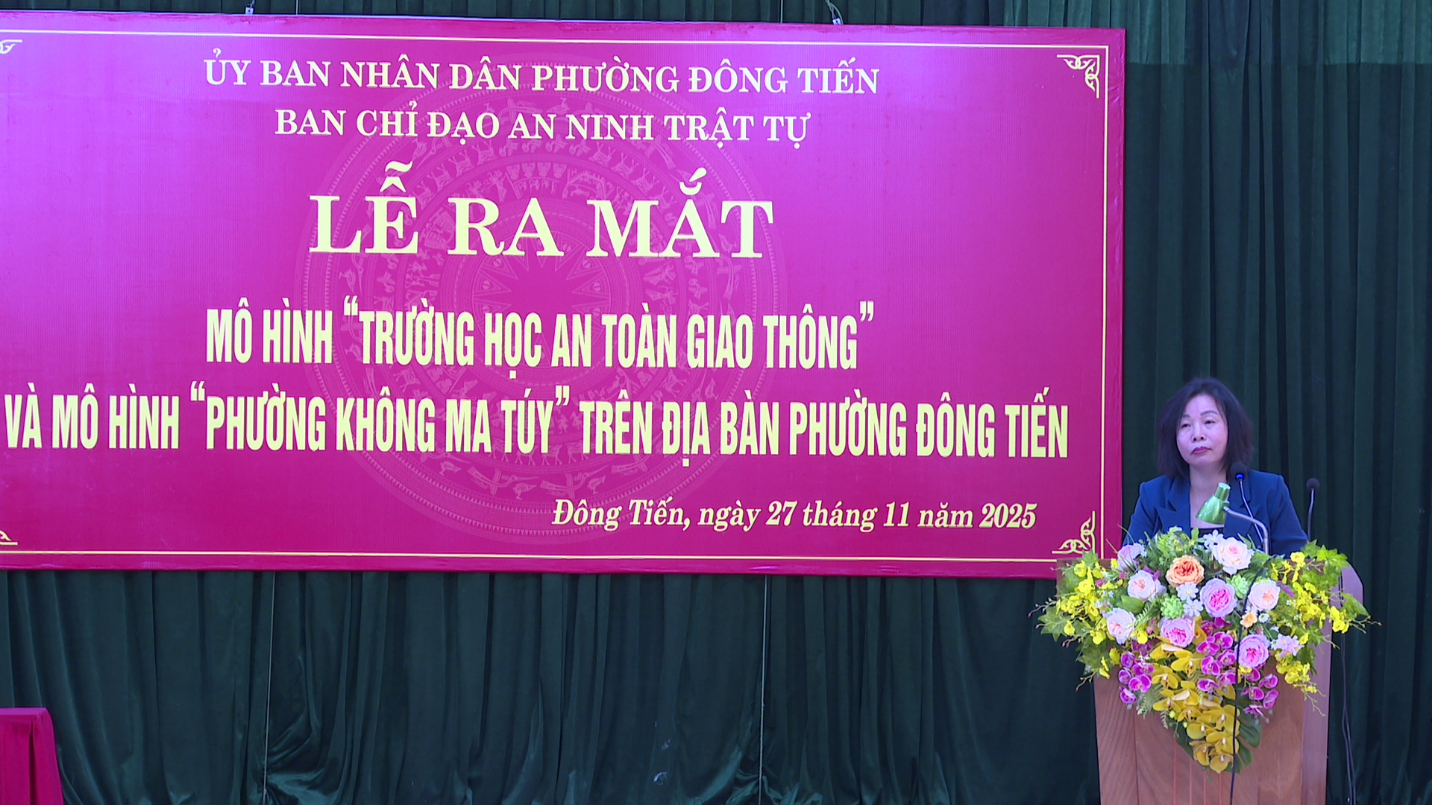 ỦY BAN NHÂN DÂN PHƯỜNG ĐÔNG TIẾN
BAN CHỈ ĐẠO AN NINH TRẬT TỰ
LỄ RA MẮT
MÔ HÌNH “TRƯỜNG HỌC AN TOÀN GIAO THÔNG”
VÀ MÔ HÌNH “PHƯỜNG KHÔNG MA TÚY” TRÊN ĐỊA BÀN PHƯỜNG ĐÔNG TIẾN
Đông Tiến, ngày 27 tháng 11 năm 2025